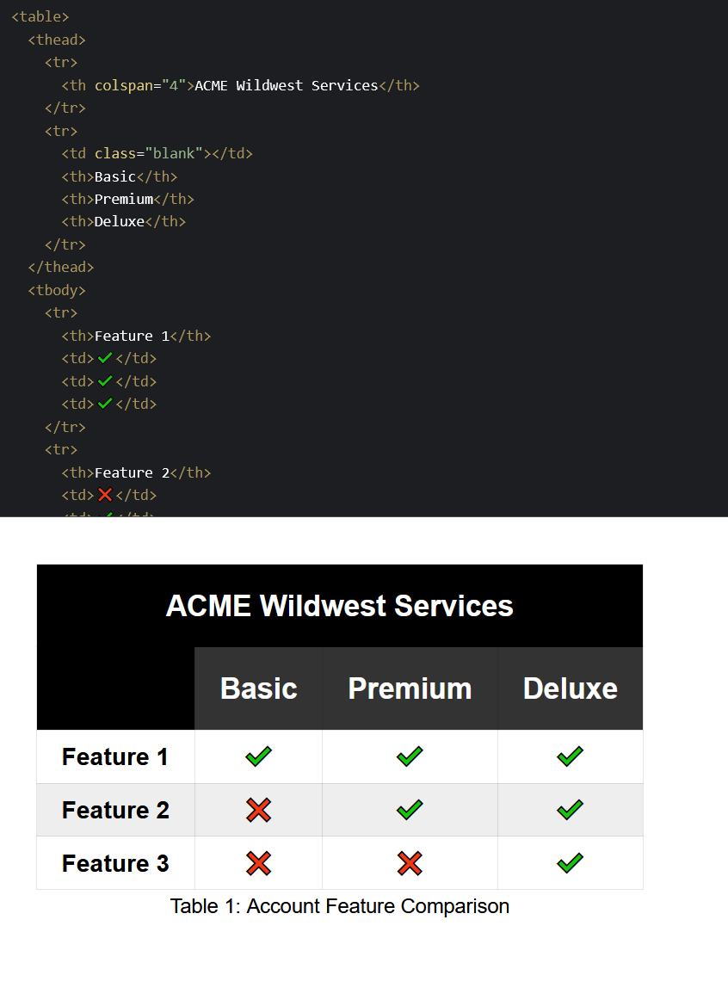 <table>
<thead>
<tr>
<th colspan="4">ACME Wildwest Services</th>
</tr>
<tr>
<td class="blank"></td>
<th>Basic</th>
<th>Premium</th>
<th>Deluxe</th>
</tr>
</thead>
<tbody>
<tr>
<th>Feature 1</th>
<td>✔</td>
<td>✔</td>
<td>✔</td>
</tr>
<tr>
<th>Feature 2</th>
<td>❌</td>
ACME Wildwest Services
Basic Premium Deluxe
Feature 1 ✔ ✔ ✔
Feature 2 ❌ ✔ ✔
Feature 3 ❌ ❌ ✔
Table 1: Account Feature Comparison